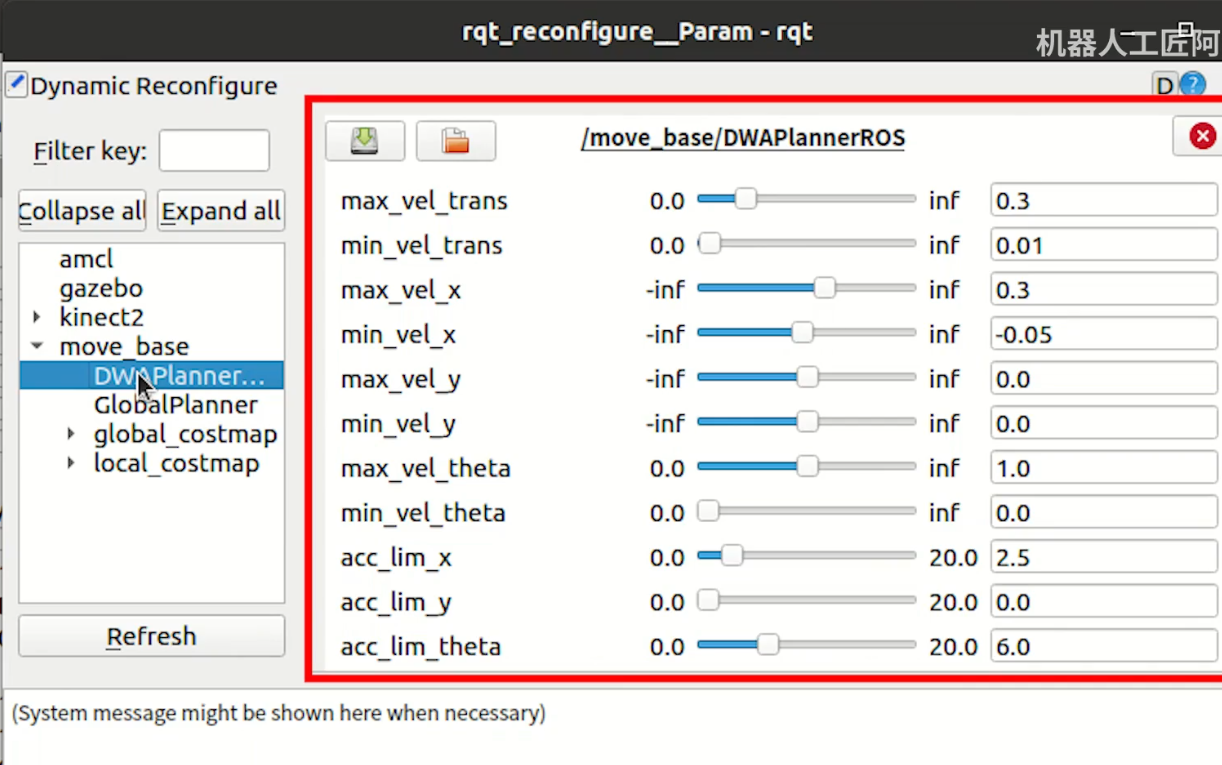 rqt_reconfigure__Param - rqt
机器人工匠阿
Dynamic Reconfigure
D ?
Filter key:
Collapse all Expand all
amcl
gazebo
kinect2
move_base
DWAPlanner...
GlobalPlanner
global_costmap
local_costmap
Refresh
/move_base/DWAPlannerROS
max_vel_trans 0.0 inf 0.3
min_vel_trans 0.0 inf 0.01
max_vel_x -inf inf 0.3
min_vel_x -inf inf -0.05
max_vel_y -inf inf 0.0
min_vel_y -inf inf 0.0
max_vel_theta 0.0 inf 1.0
min_vel_theta 0.0 inf 0.0
acc_lim_x 0.0 20.0 2.5
acc_lim_y 0.0 20.0 0.0
acc_lim_theta 0.0 20.0 6.0
(System message might be shown here when necessary)